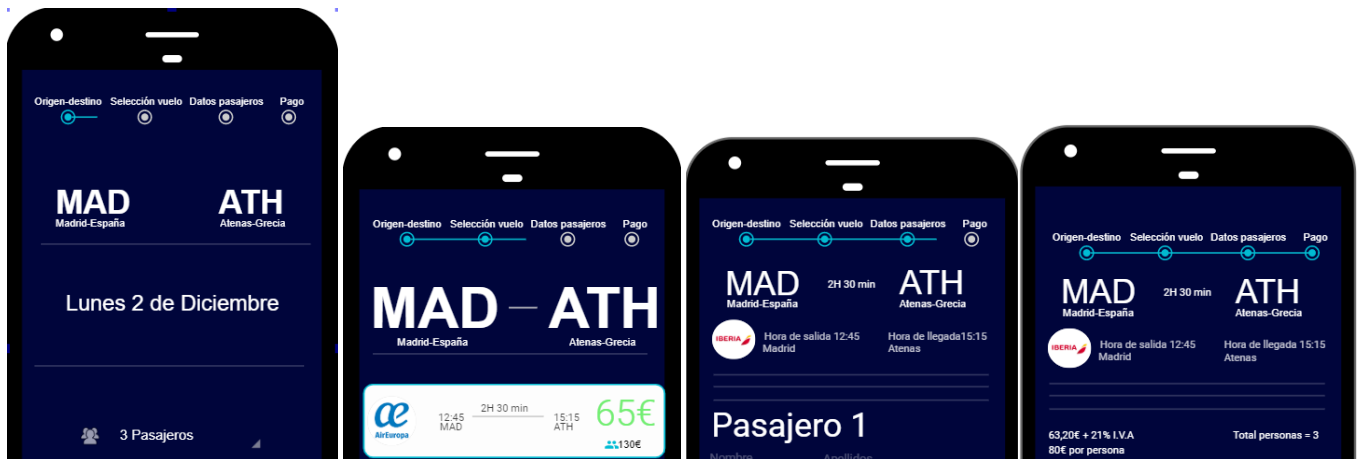 Origen-destino Selección vuelo Datos pasajeros Pago
MAD ATH
Madrid-España Atenas-Grecia
Lunes 2 de Diciembre
3 Pasajeros
Origen-destino Selección vuelo Datos pasajeros Pago
MAD — ATH
Madrid-España Atenas-Grecia
æ
AirEuropa
12:45 2H 30 min 15:15 65€
MAD ATH
130€
Origen-destino Selección vuelo Datos pasajeros Pago
MAD 2H 30 min ATH
Madrid-España Atenas-Grecia
IBERIA Hora de salida 12:45 Hora de llegada15:15
Madrid Atenas
Pasajero 1
Nombre Apellidos
Origen-destino Selección vuelo Datos pasajeros Pago
MAD 2H 30 min ATH
Madrid-España Atenas-Grecia
IBERIA Hora de salida 12:45 Hora de llegada 15:15
Madrid Atenas
63,20€ + 21% I.V.A Total personas = 3
80€ por persona